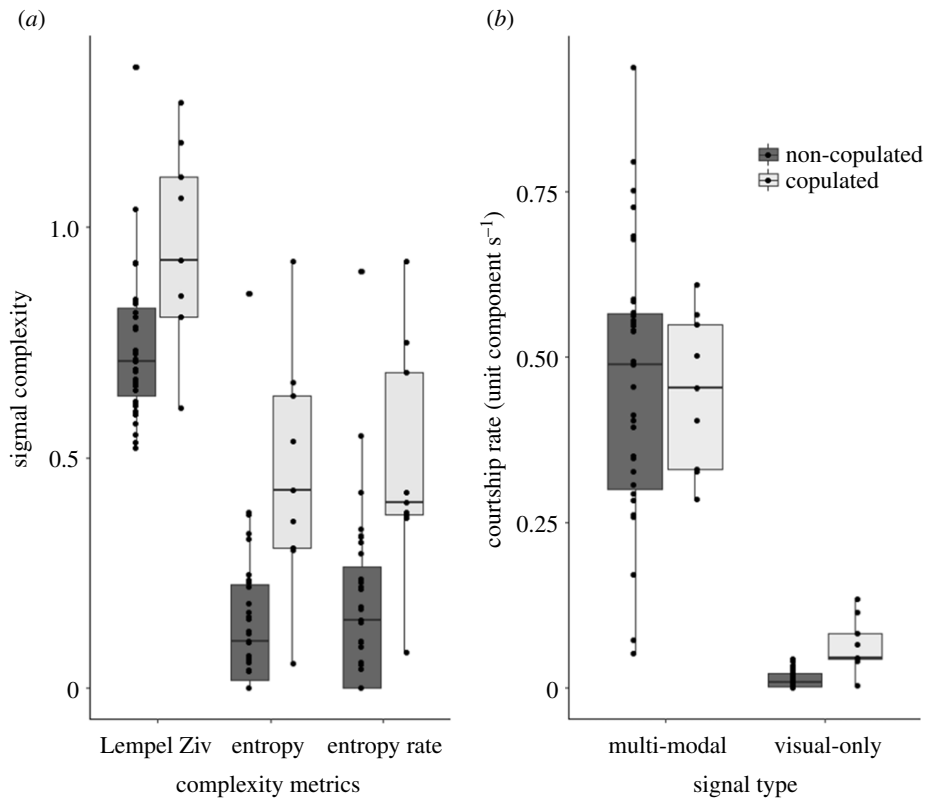 (a)
(b)
sigmal complexity
1.0
0.5
0
Lempel Ziv entropy entropy rate
complexity metrics
courtship rate (unit component s⁻¹)
0.75
0.50
0.25
0
non-copulated
copulated
multi-modal visual-only
signal type